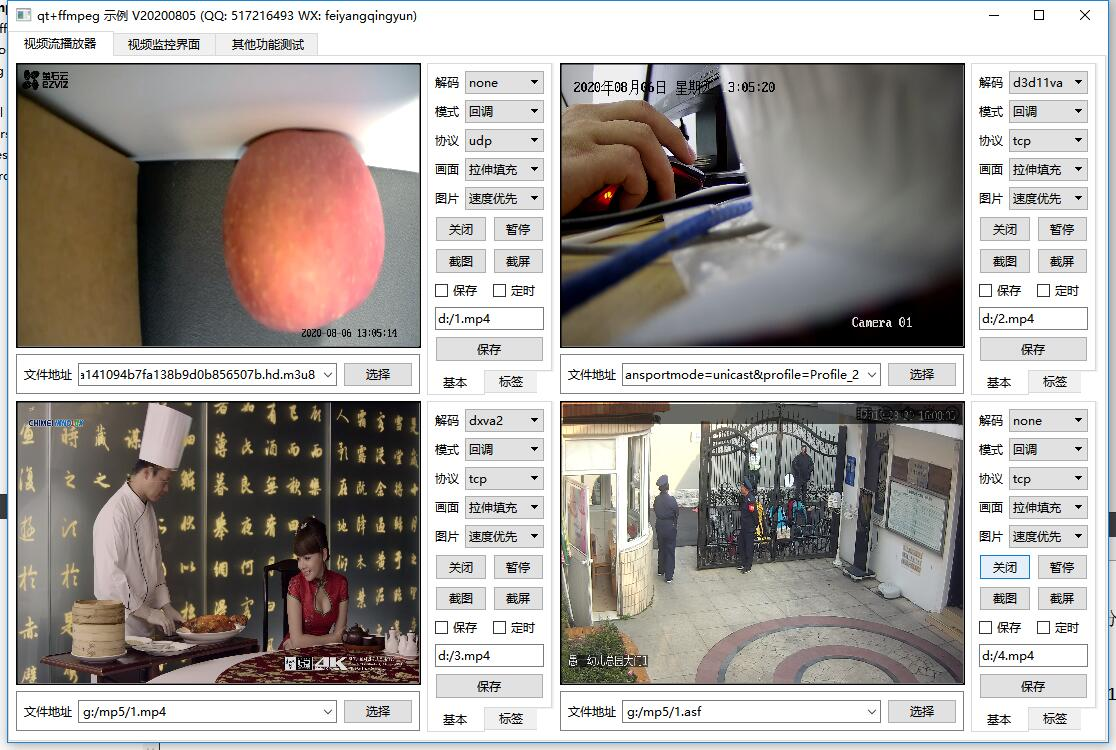 qt+ffmpeg 示例 V20200805 (QQ: 517216493 WX: feiyangqingyun)
视频流播放器 视频监控界面 其他功能测试
萤石云
EZVIZ
2020-08-06 13:05:14
解码 none
模式 回调
协议 udp
画面 拉伸填充
图片 速度优先
关闭 暂停
截图 截屏
保存 定时
d:/1.mp4
保存
基本 标签
文件地址 a141094b7fa138b9d0b856507b.hd.m3u8 选择
2020年08月06日 星期 3:05:20
Camera 01
解码 d3d11va
模式 回调
协议 tcp
画面 拉伸填充
图片 速度优先
关闭 暂停
截图 截屏
保存 定时
d:/2.mp4
保存
基本 标签
文件地址 ansportmode=unicast&profile=Profile_2 选择
4K
解码 dxva2
模式 回调
协议 tcp
画面 拉伸填充
图片 速度优先
关闭 暂停
截图 截屏
保存 定时
d:/3.mp4
保存
基本 标签
文件地址 g:/mp5/1.mp4 选择
解码 none
模式 回调
协议 tcp
画面 拉伸填充
图片 速度优先
关闭 暂停
截图 截屏
保存 定时
d:/4.mp4
保存
基本 标签
文件地址 g:/mp5/1.asf 选择